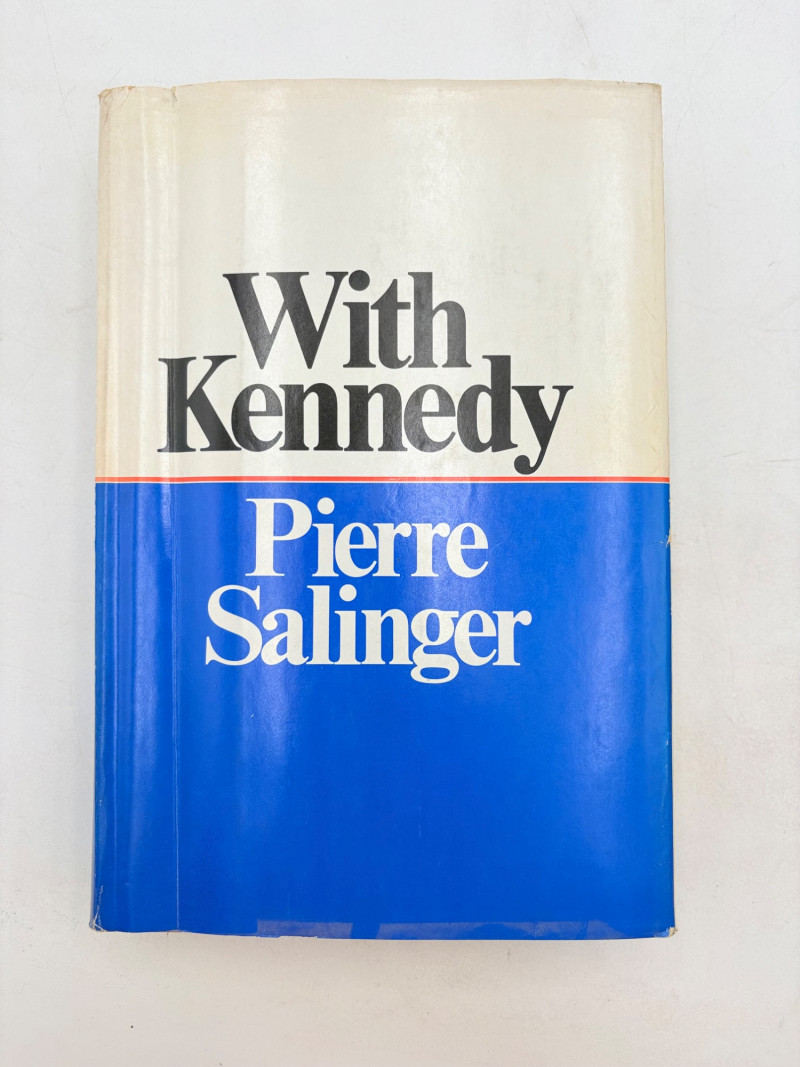 With
Kennedy
Pierre
Salinger